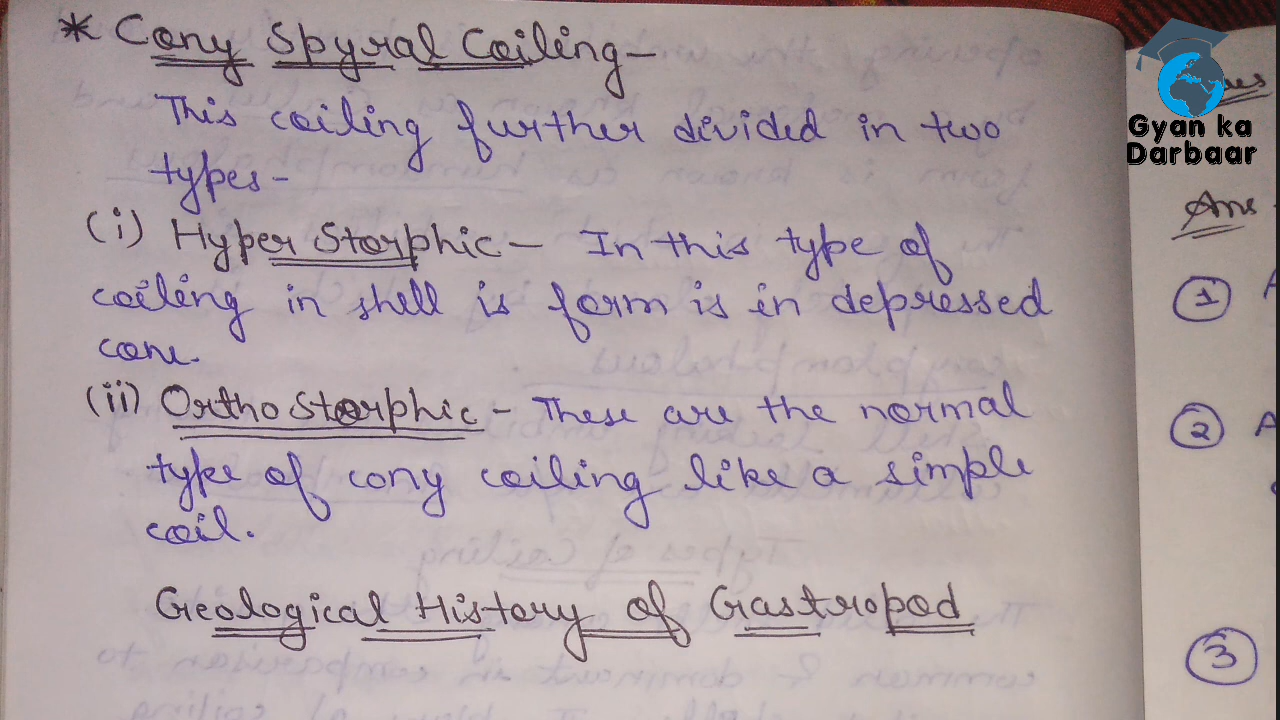 * Cony Spyral Coiling-
This coiling further divided in two
types-
(i) Hyper Storphic - In this type of
coiling in shell is form is in depressed
cone.
(ii) Ortho Storphic - These are the normal
type of cony coiling like a simple
coil.
Geological History of Gastropod
Gyan ka
Darbaar
Ans
1
2
3